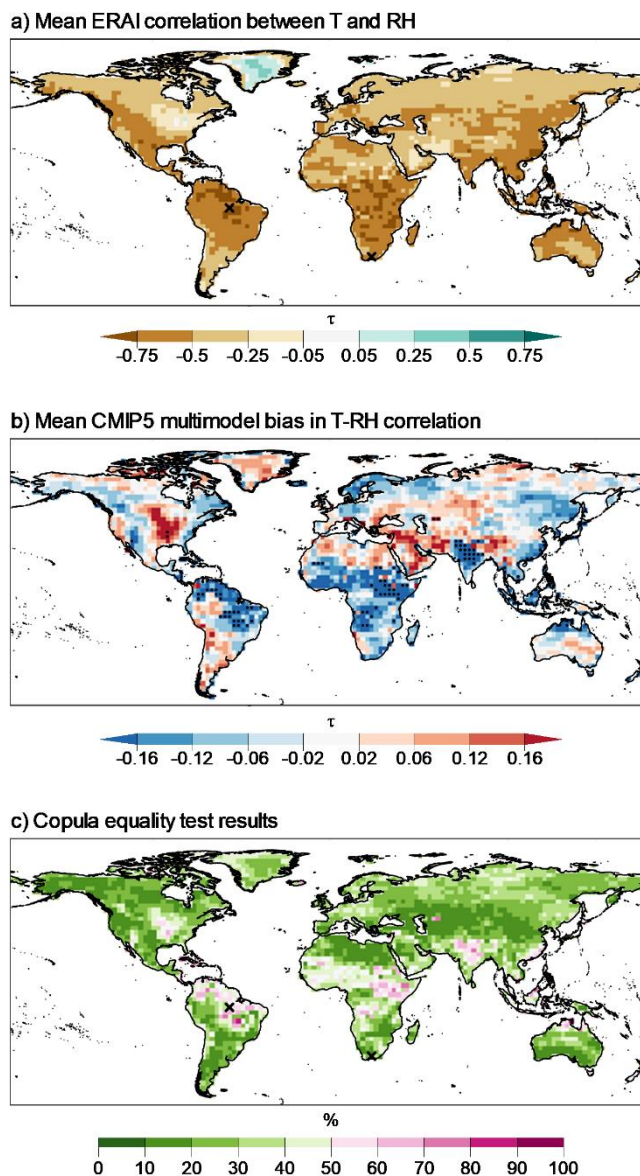 a) Mean ERAI correlation between T and RH
τ
-0.75 -0.5 -0.25 -0.05 0.05 0.25 0.5 0.75
b) Mean CMIP5 multimodel bias in T-RH correlation
τ
-0.16 -0.12 -0.06 -0.02 0.02 0.06 0.12 0.16
c) Copula equality test results
%
0 10 20 30 40 50 60 70 80 90 100